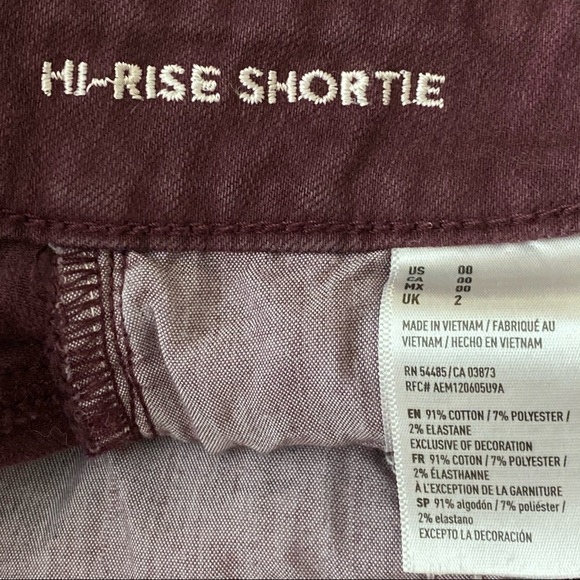 HI-RISE SHORTIE
US 00
CA 00
MX 00
UK 2
MADE IN VIETNAM / FABRIQUÉ AU
VIETNAM / HECHO EN VIETNAM
RN 54485 / CA 03873
RFC# AEM120605U9A
EN 91% COTTON / 7% POLYESTER /
2% ELASTANE
EXCLUSIVE OF DECORATION
FR 91% COTON / 7% POLYESTER /
2% ÉLASTHANNE
À L'EXCEPTION DE LA GARNITURE
SP 91% algodón / 7% poliéster /
2% elastano
EXCEPTO LA DECORACIÓN